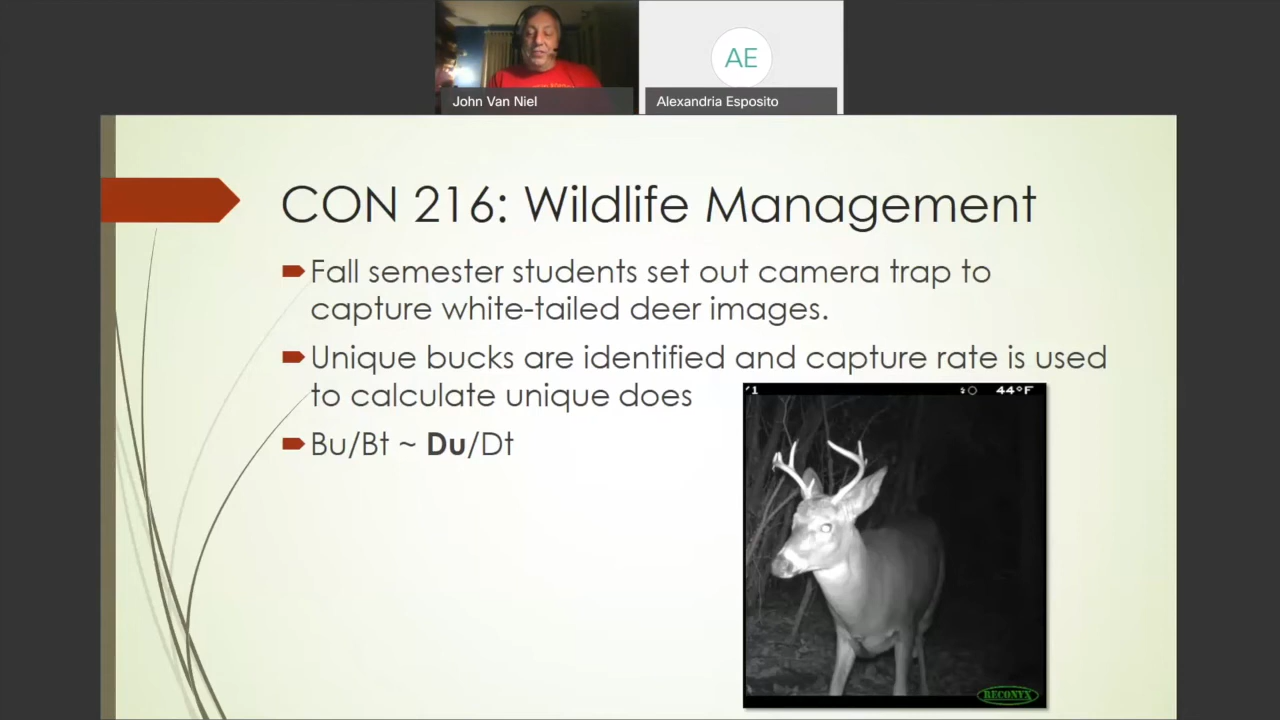 AE
John Van Niel
Alexandria Esposito
CON 216: Wildlife Management
Fall semester students set out camera trap to
capture white-tailed deer images.
Unique bucks are identified and capture rate is used
to calculate unique does
Bu/Bt ~ Du/Dt
44°F
RECONYX